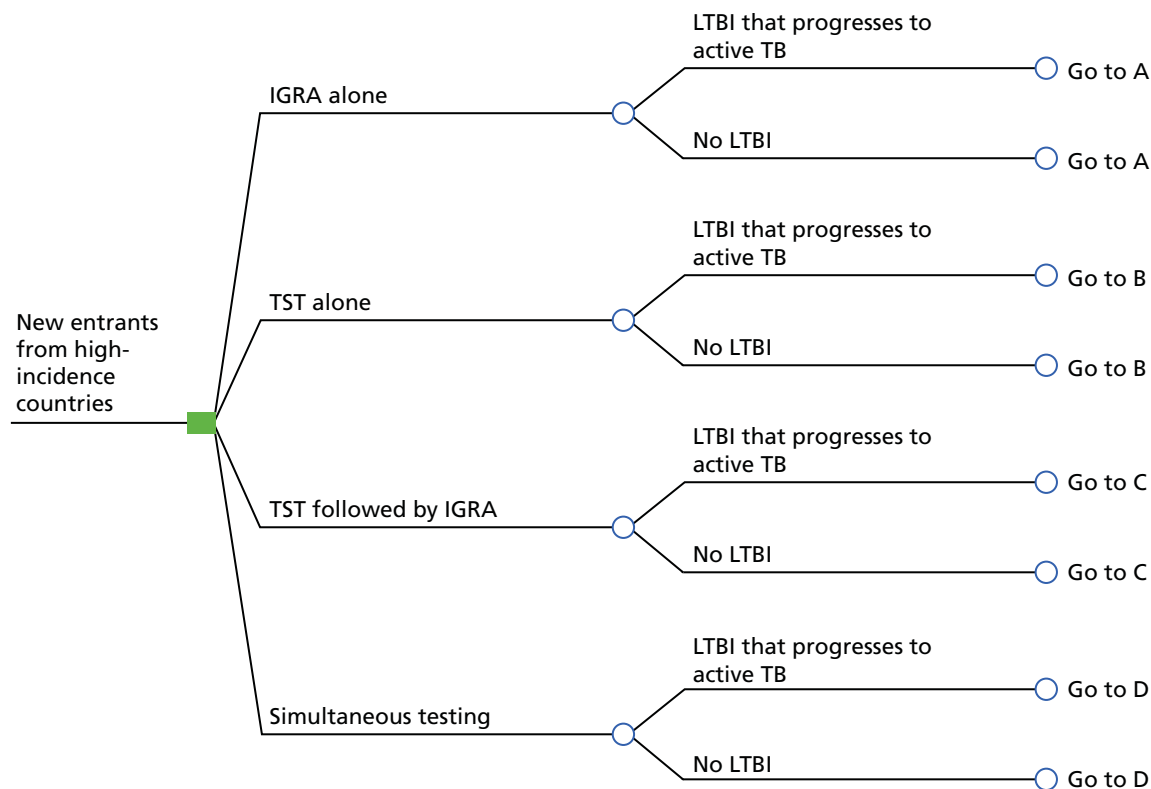 New entrants
from high-
incidence
countries
IGRA alone
LTBI that progresses to
active TB
Go to A
No LTBI
Go to A
TST alone
LTBI that progresses to
active TB
Go to B
No LTBI
Go to B
TST followed by IGRA
LTBI that progresses to
active TB
Go to C
No LTBI
Go to C
Simultaneous testing
LTBI that progresses to
active TB
Go to D
No LTBI
Go to D